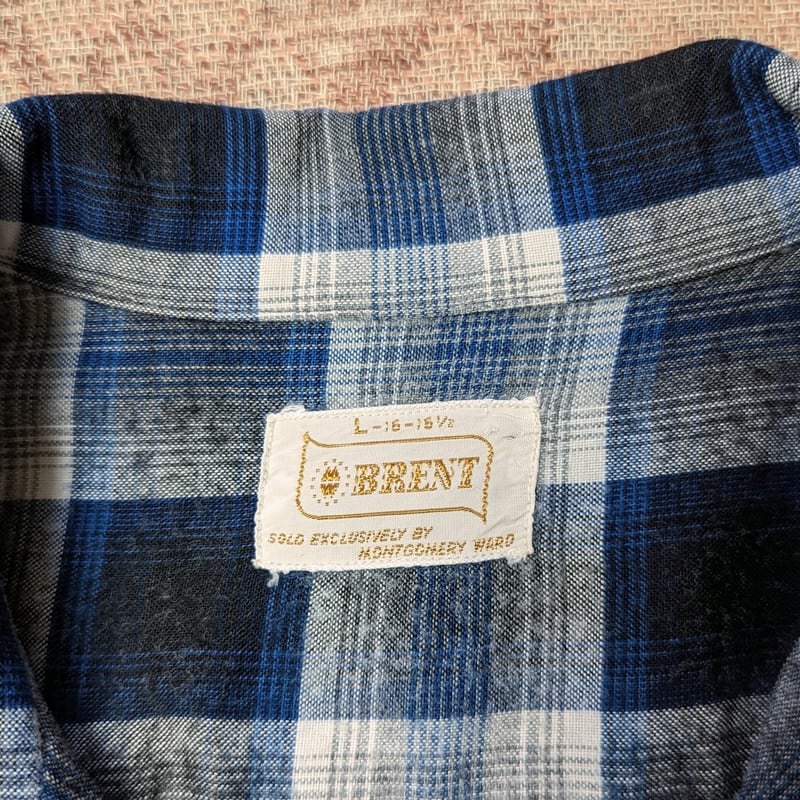 L-16-16½
BRENT
SOLD EXCLUSIVELY BY
MONTGOMERY WARD